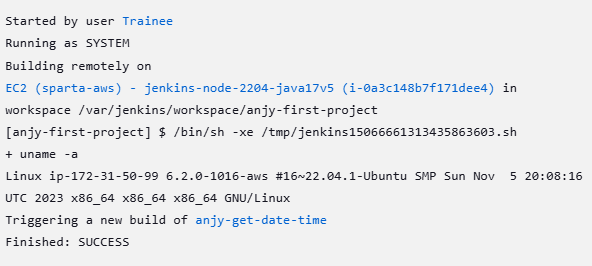 Started by user Trainee
Running as SYSTEM
Building remotely on
EC2 (sparta-aws) - jenkins-node-2204-java17v5 (i-0a3c148b7f171dee4) in
workspace /var/jenkins/workspace/anjy-first-project
[anjy-first-project] $ /bin/sh -xe /tmp/jenkins15066661313435863603.sh
+ uname -a
Linux ip-172-31-50-99 6.2.0-1016-aws #16~22.04.1-Ubuntu SMP Sun Nov  5 20:08:16
UTC 2023 x86_64 x86_64 x86_64 GNU/Linux
Triggering a new build of anjy-get-date-time
Finished: SUCCESS